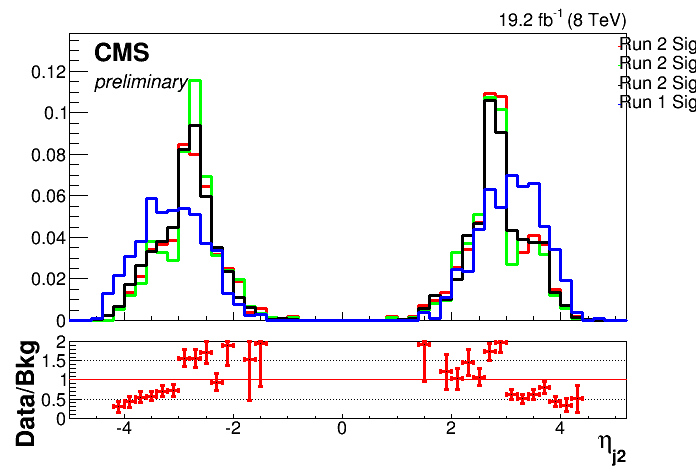 19.2 fb-1 (8 TeV)
CMS
preliminary
Run 2 Sig
Run 2 Sig
Run 2 Sig
Run 1 Sig
0.12
0.1
0.08
0.06
0.04
0.02
0
Data/Bkg
2
1.5
1
0.5
0
-4 -2 0 2 4
ηj2